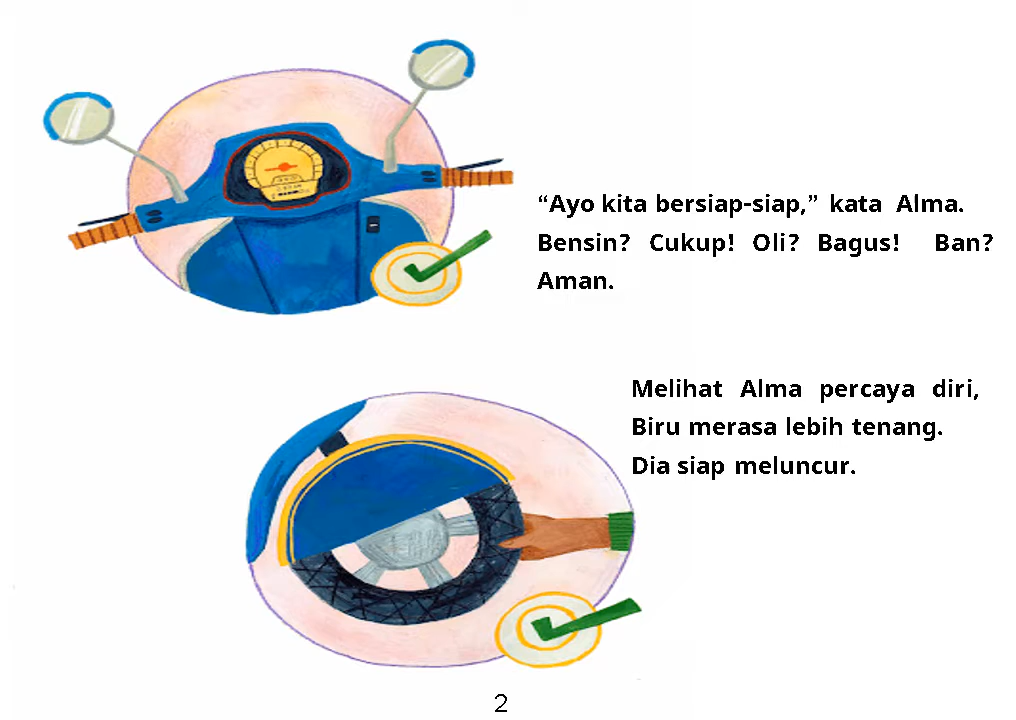 “Ayo kita bersiap-siap,” kata Alma.
Bensin? Cukup! Oli? Bagus! Ban?
Aman.
Melihat Alma percaya diri,
Biru merasa lebih tenang.
Dia siap meluncur.
2